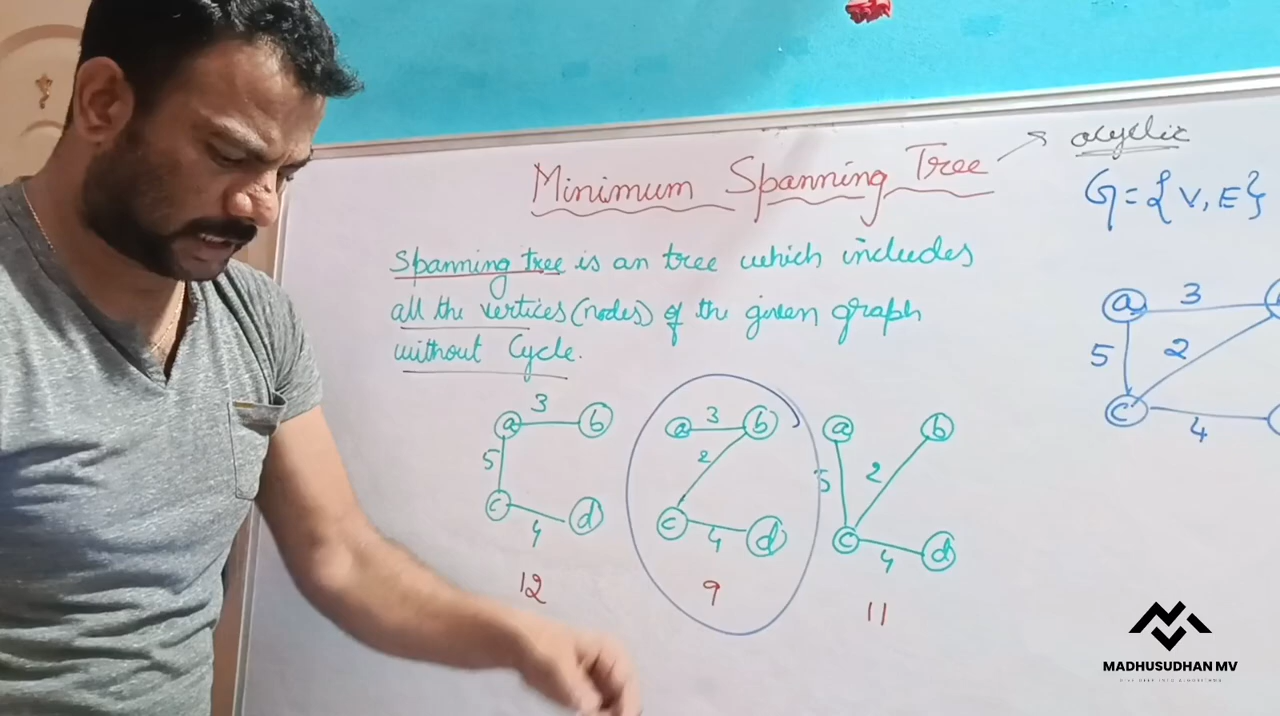 Minimum Spanning Tree
acyclic
G = { V, E }
Spanning tree is an tree which includes
all the vertices (nodes) of the given graph
without Cycle.
a 3 b
5
c 4 d
12
a 3 b
2
c 4 d
9
a b
5 2
c 4 d
11
a 3
5 2
c 4
MADHUSUDHAN MV